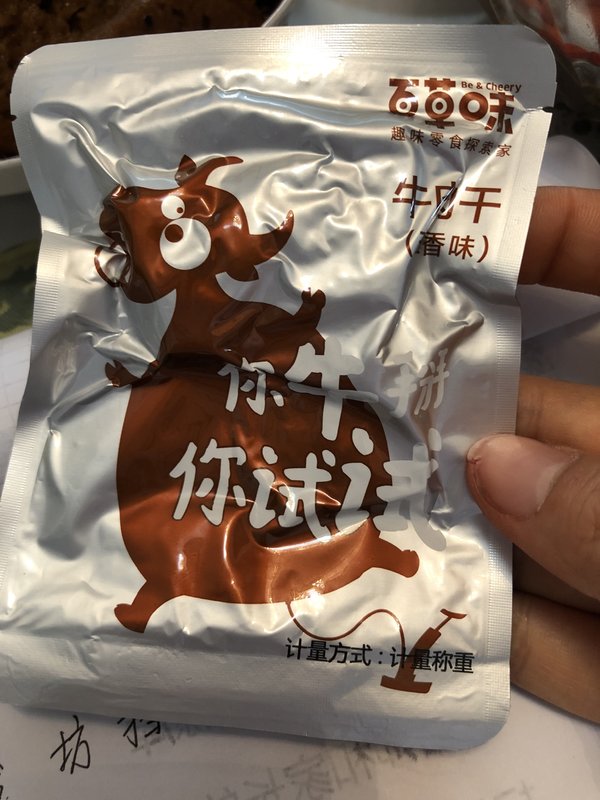 Be & Cheery
百草味
趣味零食探索家
牛肉干
（香味）
你牛掰
你试试
计量方式：计量称重
坊